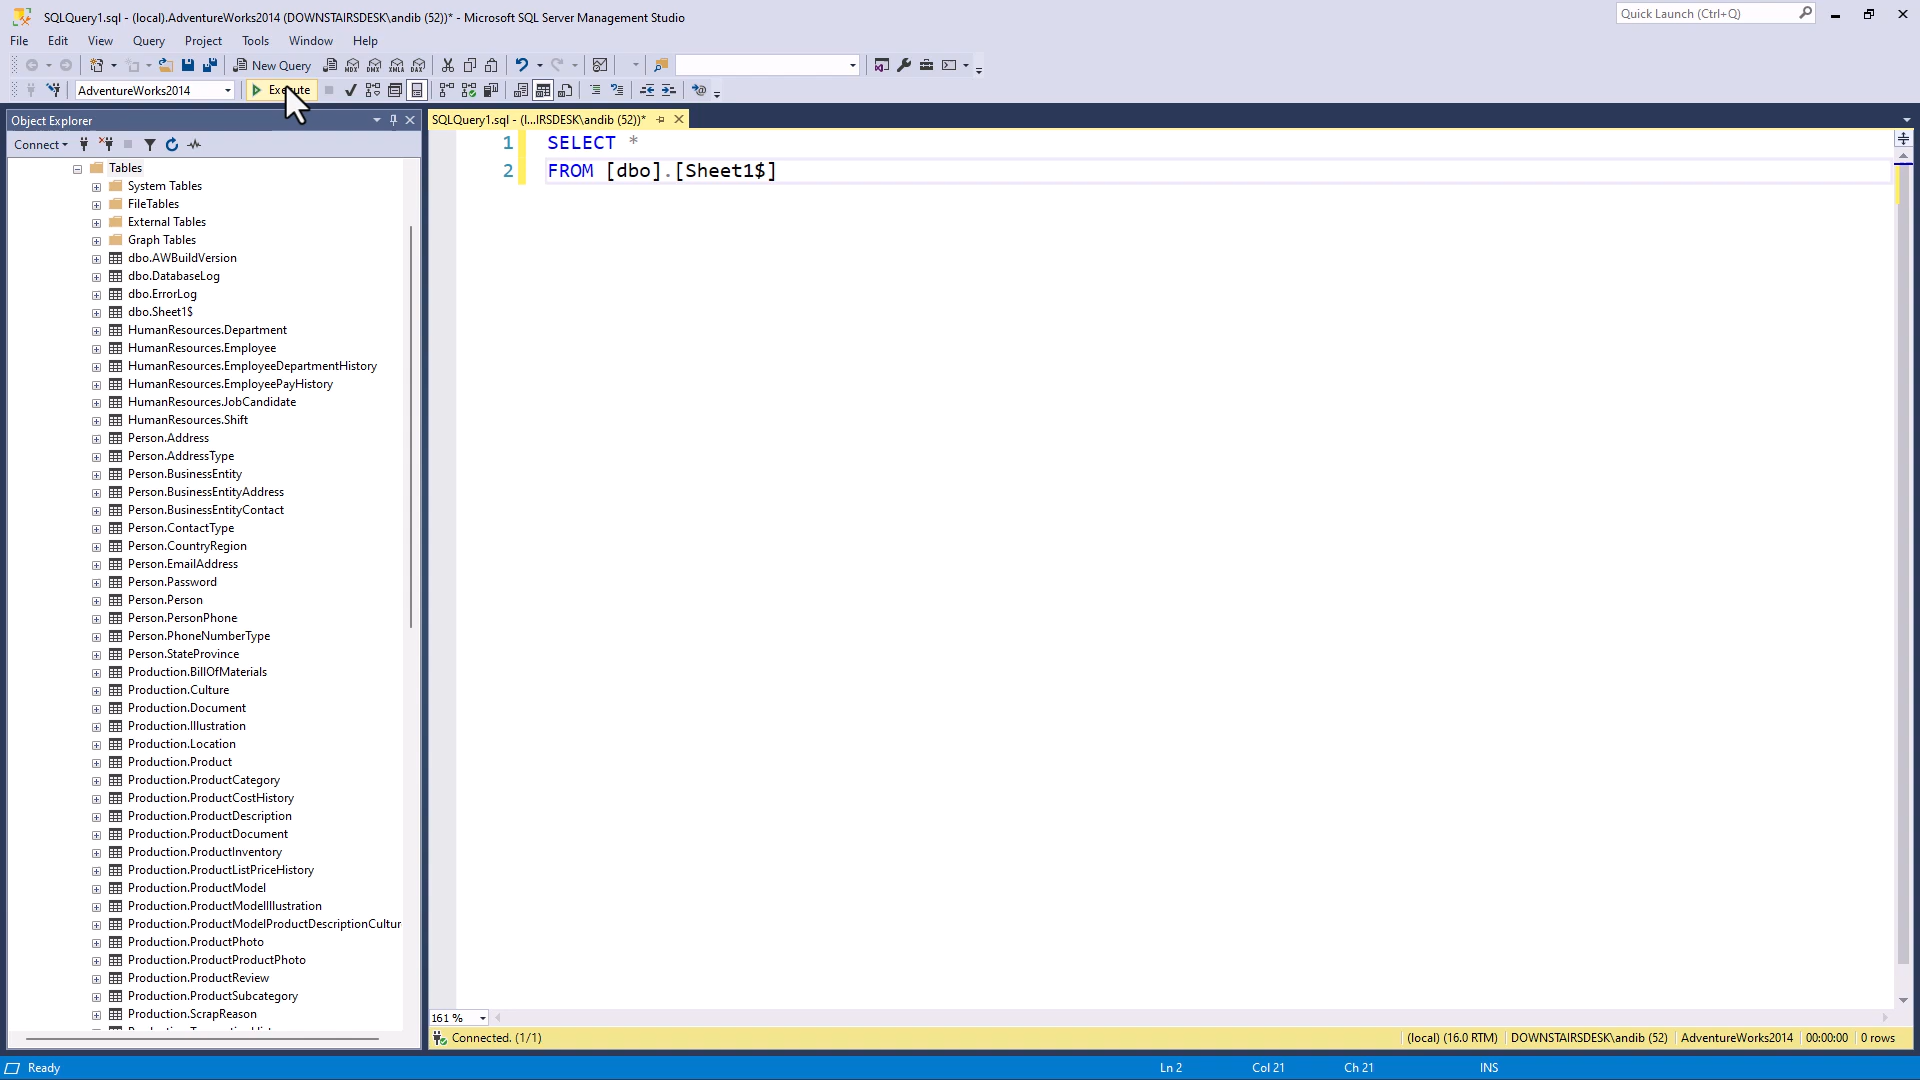 SQLQuery1.sql - (local).AdventureWorks2014 (DOWNSTAIRSDESK\andib (52))* - Microsoft SQL Server Management Studio
Quick Launch (Ctrl+Q)
File Edit View Query Project Tools Window Help
New Query
AdventureWorks2014 Execute
Object Explorer
Connect
Tables
System Tables
FileTables
External Tables
Graph Tables
dbo.AWBuildVersion
dbo.DatabaseLog
dbo.ErrorLog
dbo.Sheet1$
HumanResources.Department
HumanResources.Employee
HumanResources.EmployeeDepartmentHistory
HumanResources.EmployeePayHistory
HumanResources.JobCandidate
HumanResources.Shift
Person.Address
Person.AddressType
Person.BusinessEntity
Person.BusinessEntityAddress
Person.BusinessEntityContact
Person.ContactType
Person.CountryRegion
Person.EmailAddress
Person.Password
Person.Person
Person.PersonPhone
Person.PhoneNumberType
Person.StateProvince
Production.BillOfMaterials
Production.Culture
Production.Document
Production.Illustration
Production.Location
Production.Product
Production.ProductCategory
Production.ProductCostHistory
Production.ProductDescription
Production.ProductDocument
Production.ProductInventory
Production.ProductListPriceHistory
Production.ProductModel
Production.ProductModelIllustration
Production.ProductModelProductDescriptionCultur
Production.ProductPhoto
Production.ProductProductPhoto
Production.ProductReview
Production.ProductSubcategory
Production.ScrapReason
SQLQuery1.sql - (l...IRSDESK\andib (52))*
1 SELECT *
2 FROM [dbo].[Sheet1$]
161 %
Connected. (1/1)
(local) (16.0 RTM) DOWNSTAIRSDESK\andib (52) AdventureWorks2014 00:00:00 0 rows
Ready Ln 2 Col 21 Ch 21 INS